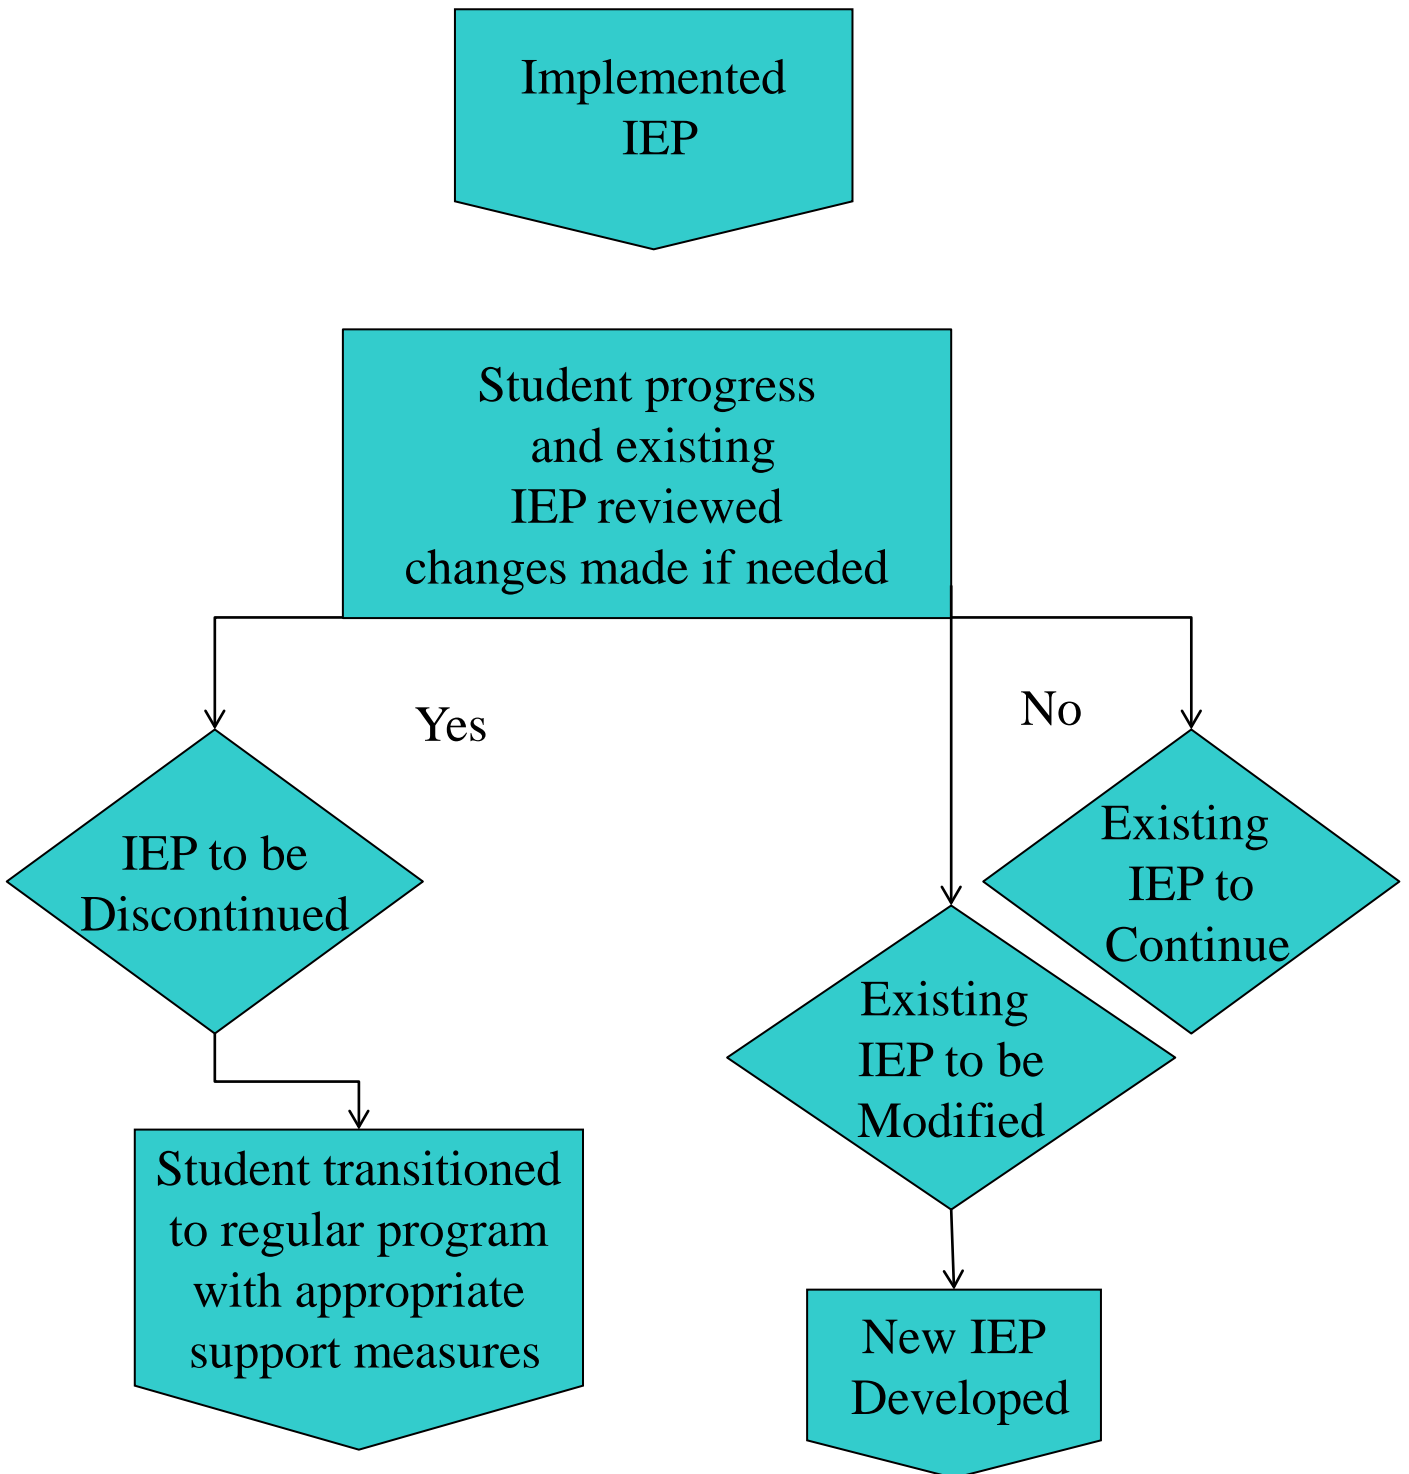 Implemented
IEP
Student progress
and existing
IEP reviewed
changes made if needed
Yes
No
IEP to be
Discontinued
Existing
IEP to
Continue
Existing
IEP to be
Modified
Student transitioned
to regular program
with appropriate
support measures
New IEP
Developed